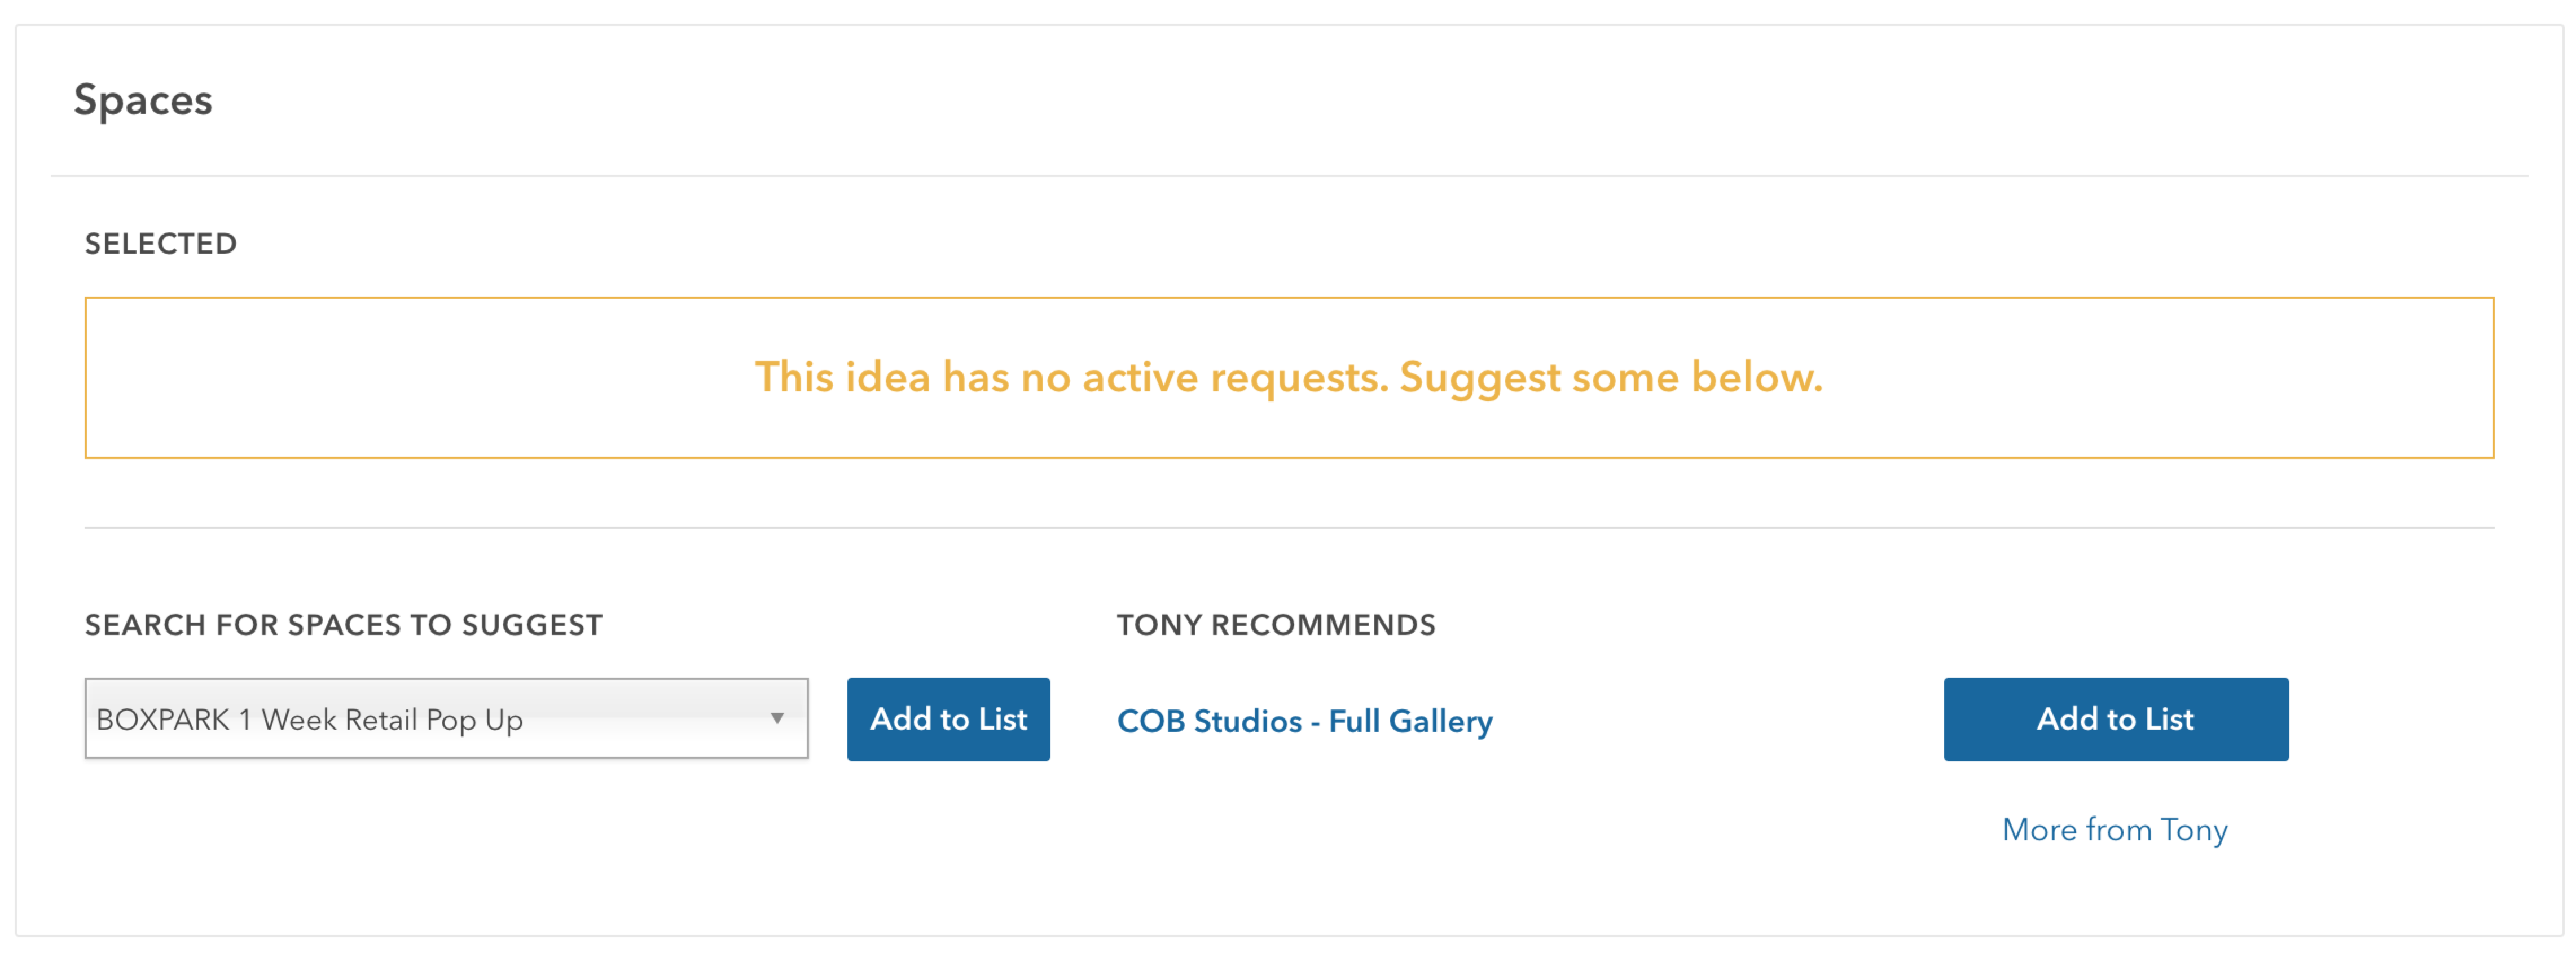 Spaces
SELECTED
This idea has no active requests. Suggest some below.
SEARCH FOR SPACES TO SUGGEST
BOXPARK 1 Week Retail Pop Up
Add to List
TONY RECOMMENDS
COB Studios - Full Gallery
Add to List
More from Tony